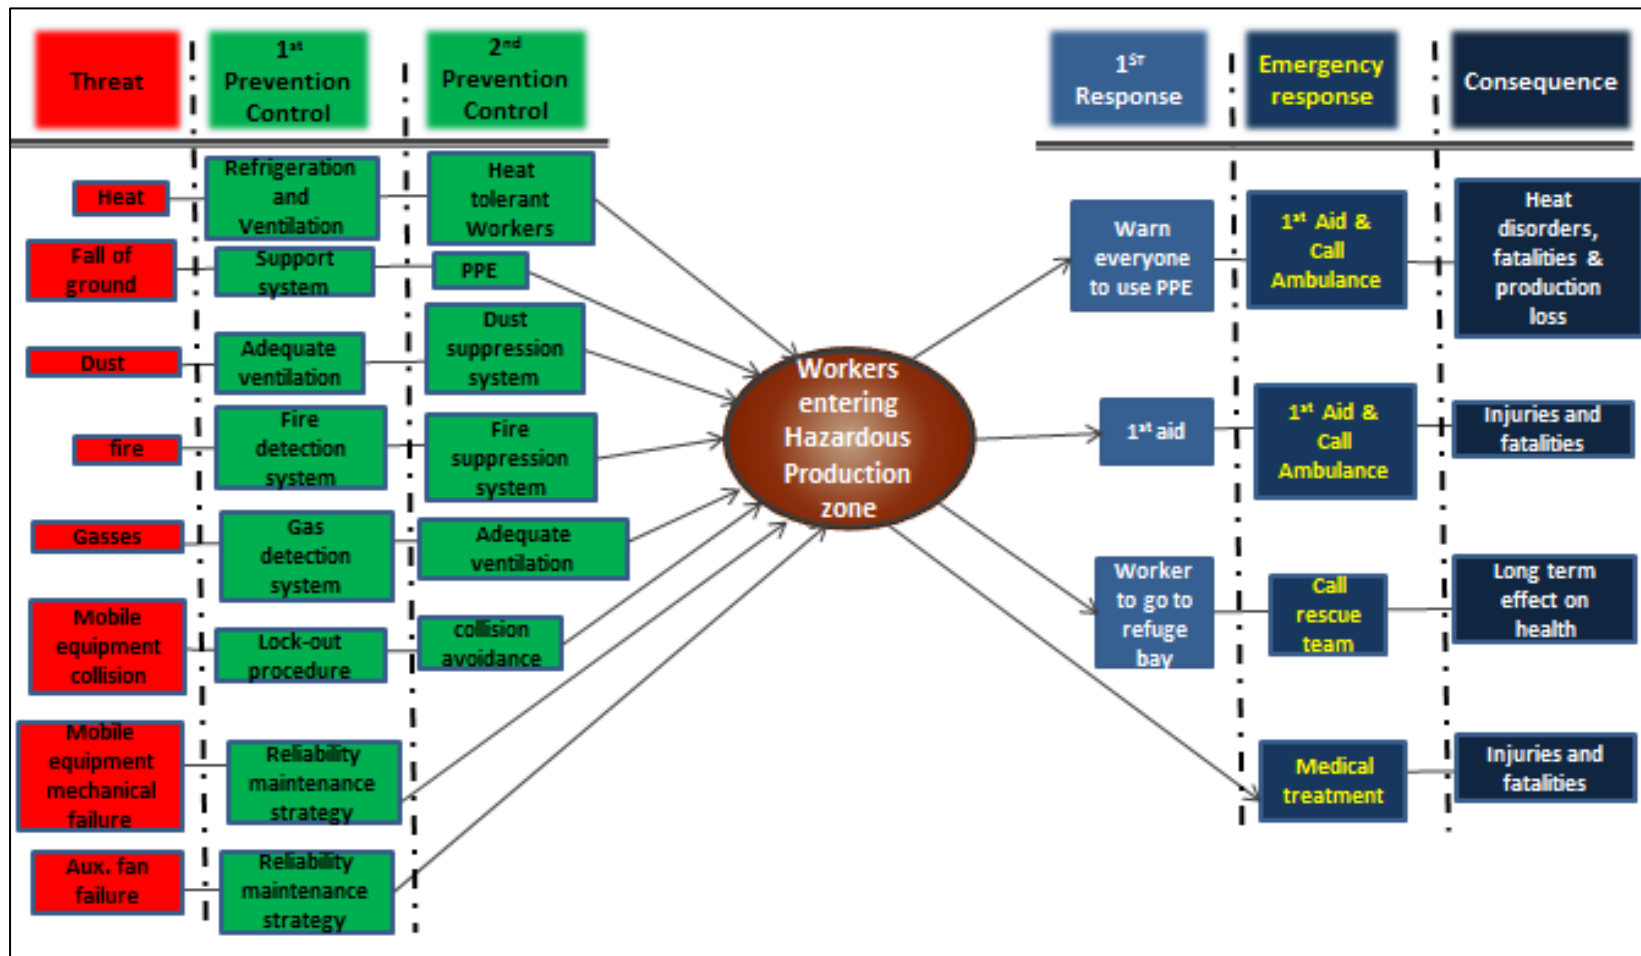 Threat
1st
Prevention
Control
2nd
Prevention
Control
1ST
Response
Emergency
response
Consequence
Heat
Refrigeration
and
Ventilation
Heat
tolerant
Workers
Fall of
ground
Support
system
PPE
Dust
Adequate
ventilation
Dust
suppression
system
fire
Fire
detection
system
Fire
suppression
system
Gasses
Gas
detection
system
Adequate
ventilation
Mobile
equipment
collision
Lock-out
procedure
collision
avoidance
Mobile
equipment
mechanical
failure
Reliability
maintenance
strategy
Aux. fan
failure
Reliability
maintenance
strategy
Workers
entering
Hazardous
Production
zone
Warn
everyone
to use PPE
1st Aid &
Call
Ambulance
Heat
disorders,
fatalities &
production
loss
1st aid
1st Aid &
Call
Ambulance
Injuries and
fatalities
Worker
to go to
refuge
bay
Call
rescue
team
Long term
effect on
health
Medical
treatment
Injuries and
fatalities